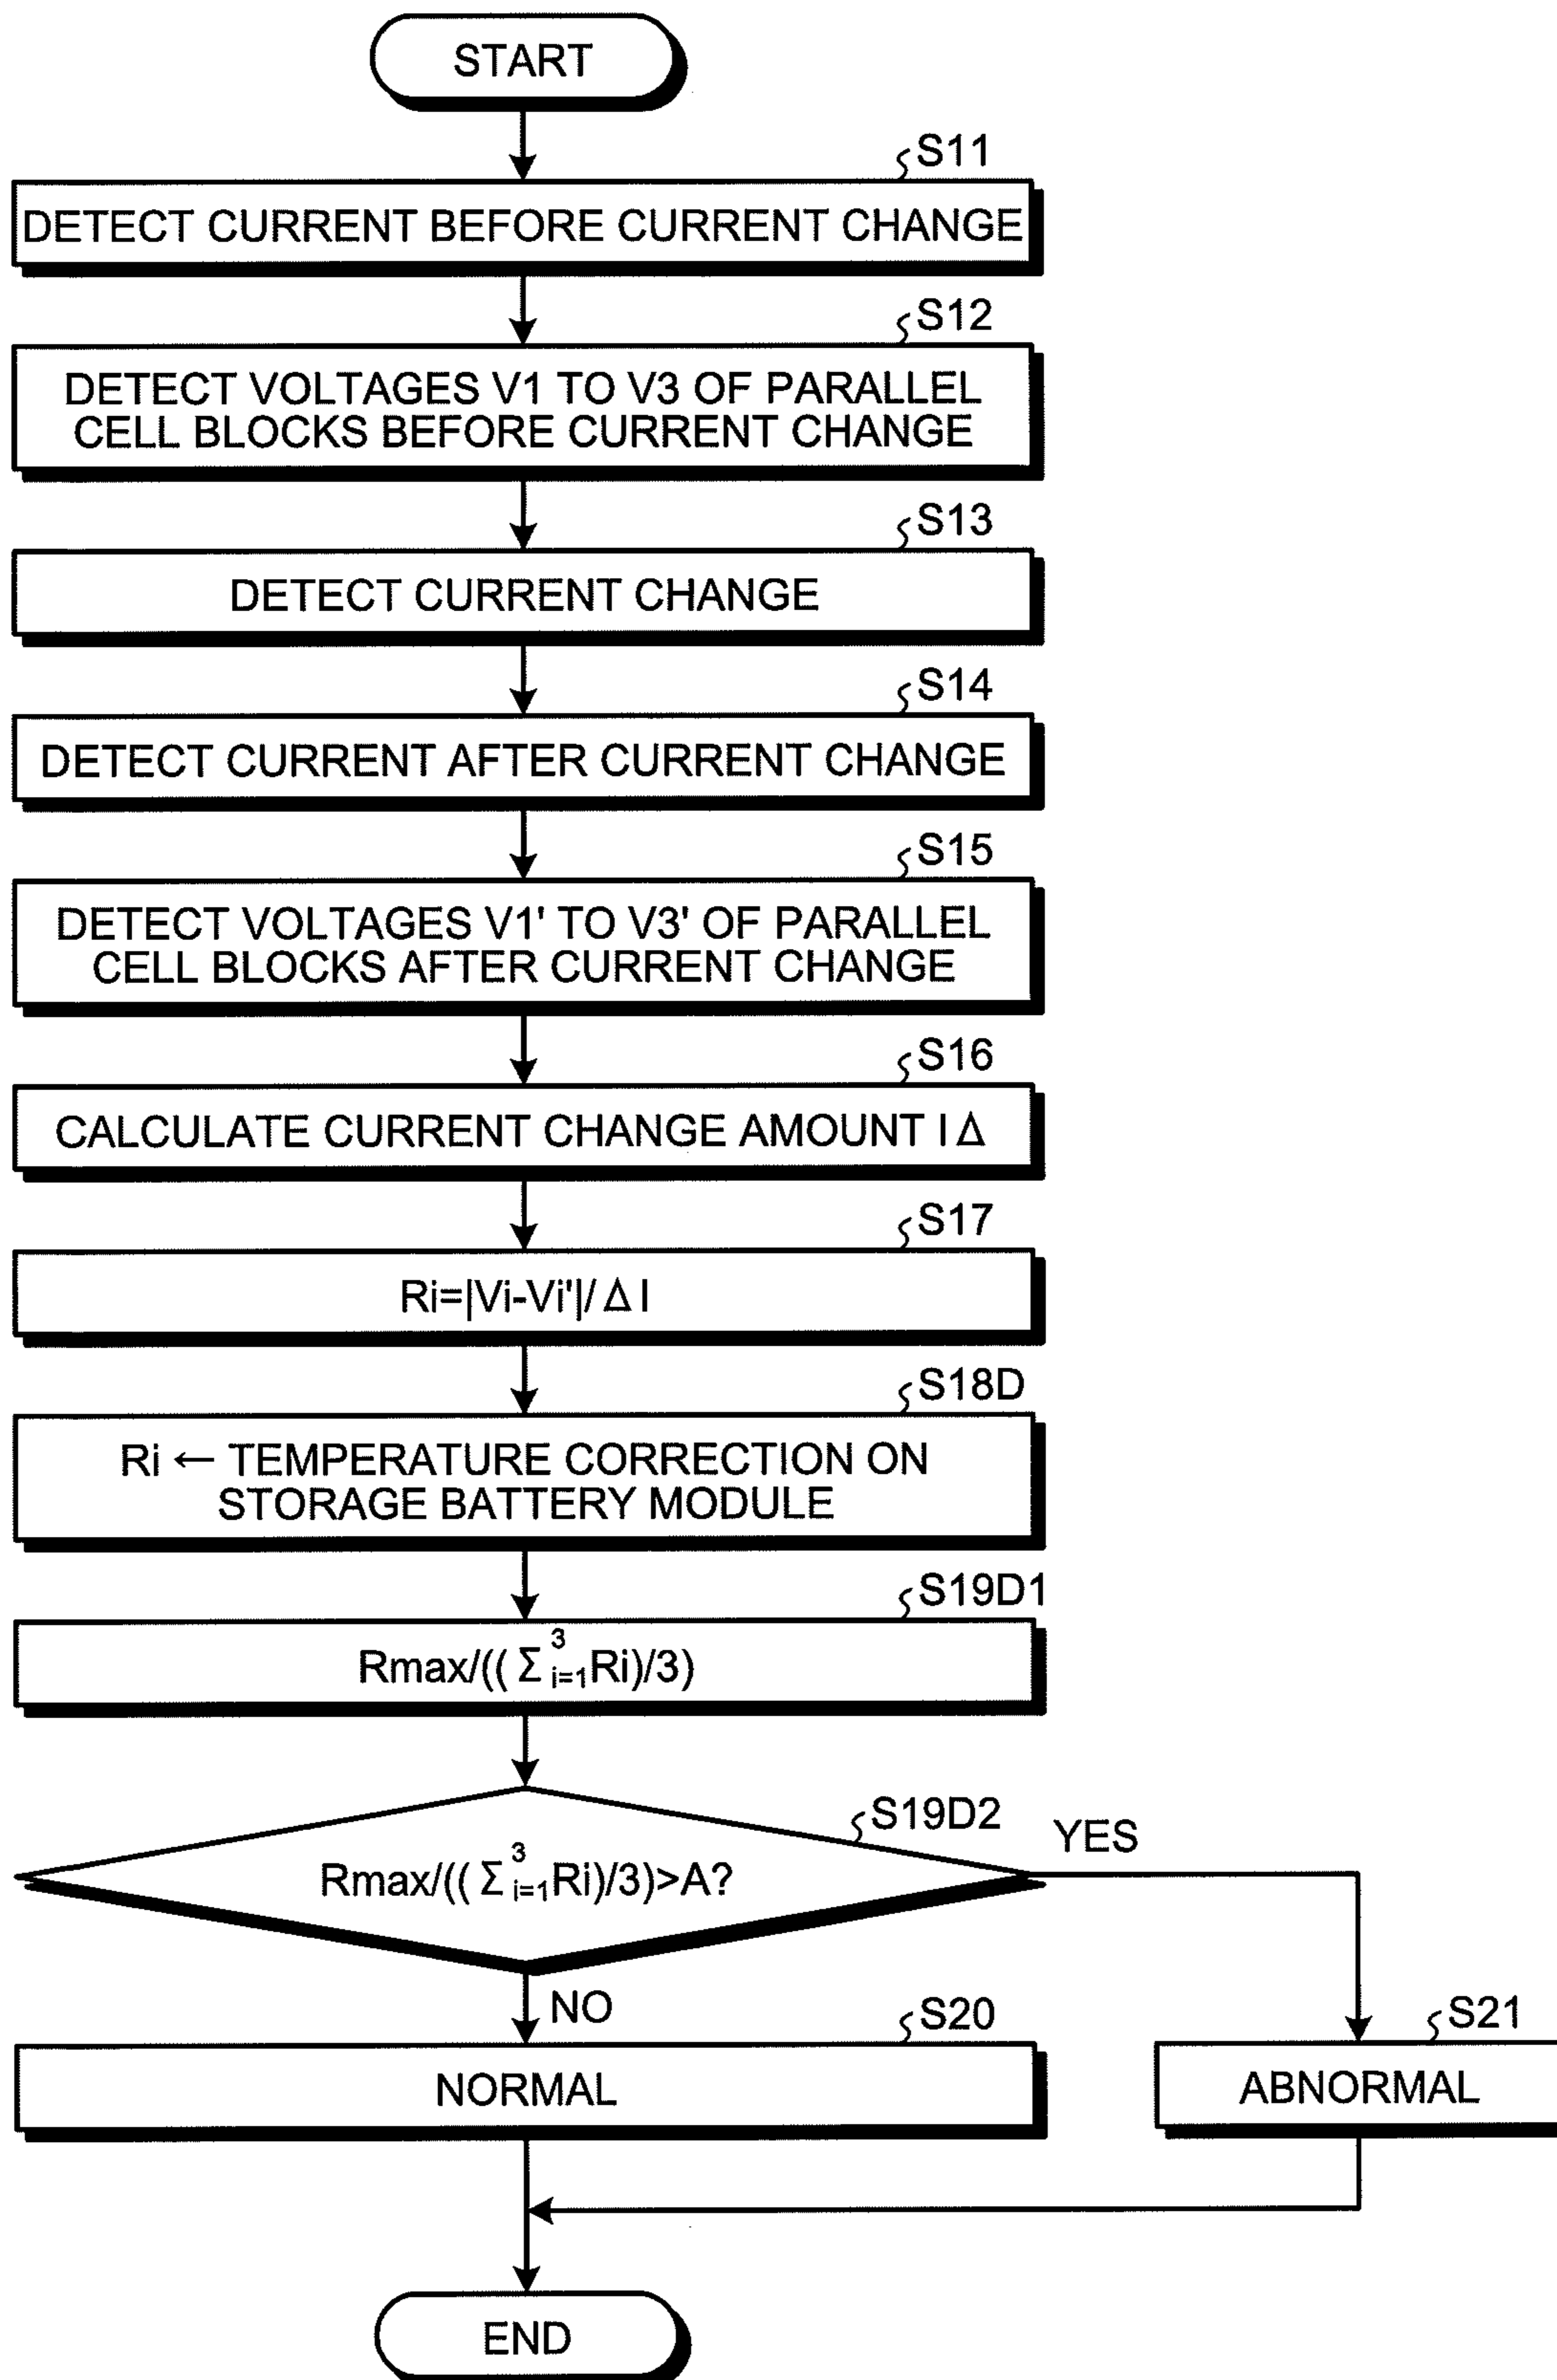 START
S11
DETECT CURRENT BEFORE CURRENT CHANGE
S12
DETECT VOLTAGES V1 TO V3 OF PARALLEL
CELL BLOCKS BEFORE CURRENT CHANGE
S13
DETECT CURRENT CHANGE
S14
DETECT CURRENT AFTER CURRENT CHANGE
S15
DETECT VOLTAGES V1' TO V3' OF PARALLEL
CELL BLOCKS AFTER CURRENT CHANGE
S16
CALCULATE CURRENT CHANGE AMOUNT I Δ
S17
Ri=|Vi-Vi'|/ Δ I
S18D
Ri ← TEMPERATURE CORRECTION ON
STORAGE BATTERY MODULE
S19D1
Rmax/(( Σ³ᵢ₌₁Ri)/3)
S19D2
YES
Rmax/(( Σ³ᵢ₌₁Ri)/3)>A?
NO
S20
S21
NORMAL
ABNORMAL
END